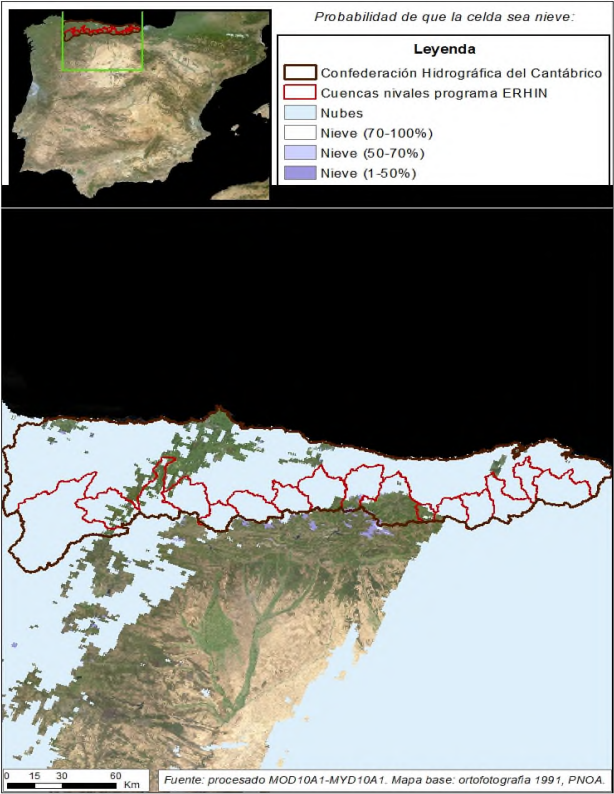 Probabilidad de que la celda sea nieve:
Leyenda
Confederación Hidrográfica del Cantábrico
Cuencas nivales programa ERHIN
Nubes
Nieve (70-100%)
Nieve (50-70%)
Nieve (1-50%)
0 15 30 60
Km
Fuente: procesado MOD10A1-MYD10A1. Mapa base: ortofotografia 1991, PNOA.